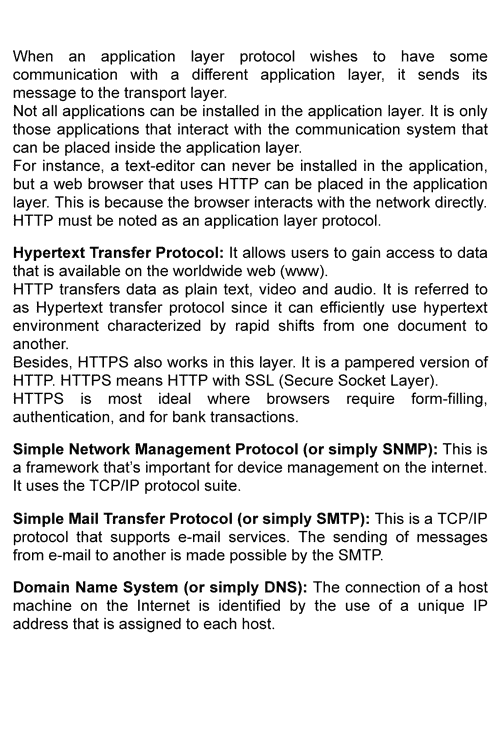 When an application layer protocol wishes to have some
communication with a different application layer, it sends its
message to the transport layer.
Not all applications can be installed in the application layer. It is only
those applications that interact with the communication system that
can be placed inside the application layer.
For instance, a text-editor can never be installed in the application,
but a web browser that uses HTTP can be placed in the application
layer. This is because the browser interacts with the network directly.
HTTP must be noted as an application layer protocol.
Hypertext Transfer Protocol: It allows users to gain access to data
that is available on the worldwide web (www).
HTTP transfers data as plain text, video and audio. It is referred to
as Hypertext transfer protocol since it can efficiently use hypertext
environment characterized by rapid shifts from one document to
another.
Besides, HTTPS also works in this layer. It is a pampered version of
HTTP. HTTPS means HTTP with SSL (Secure Socket Layer).
HTTPS is most ideal where browsers require form-filling,
authentication, and for bank transactions.
Simple Network Management Protocol (or simply SNMP): This is
a framework that's important for device management on the internet.
It uses the TCP/IP protocol suite.
Simple Mail Transfer Protocol (or simply SMTP): This is a TCP/IP
protocol that supports e-mail services. The sending of messages
from e-mail to another is made possible by the SMTP.
Domain Name System (or simply DNS): The connection of a host
machine on the Internet is identified by the use of a unique IP
address that is assigned to each host.